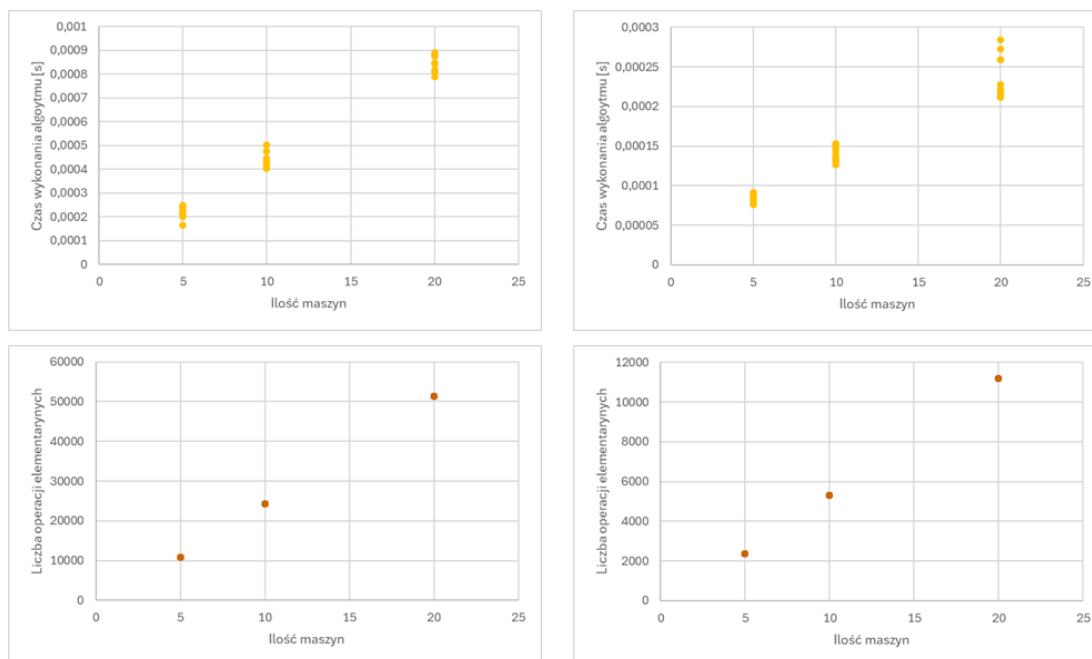 0,001
0,0009
0,0008
0,0007
0,0006
0,0005
0,0004
0,0003
0,0002
0,0001
0
Czas wykonania algoytmu [s]
0 5 10 15 20 25
Ilość maszyn
0,0003
0,00025
0,0002
0,00015
0,0001
0,00005
0
Czas wykonania algoytmu [s]
0 5 10 15 20 25
Ilość maszyn
60000
50000
40000
30000
20000
10000
0
Liczba operacji elementarynych
0 5 10 15 20 25
Ilość maszyn
12000
10000
8000
6000
4000
2000
0
Liczba operacji elementarynych
0 5 10 15 20 25
Ilość maszyn